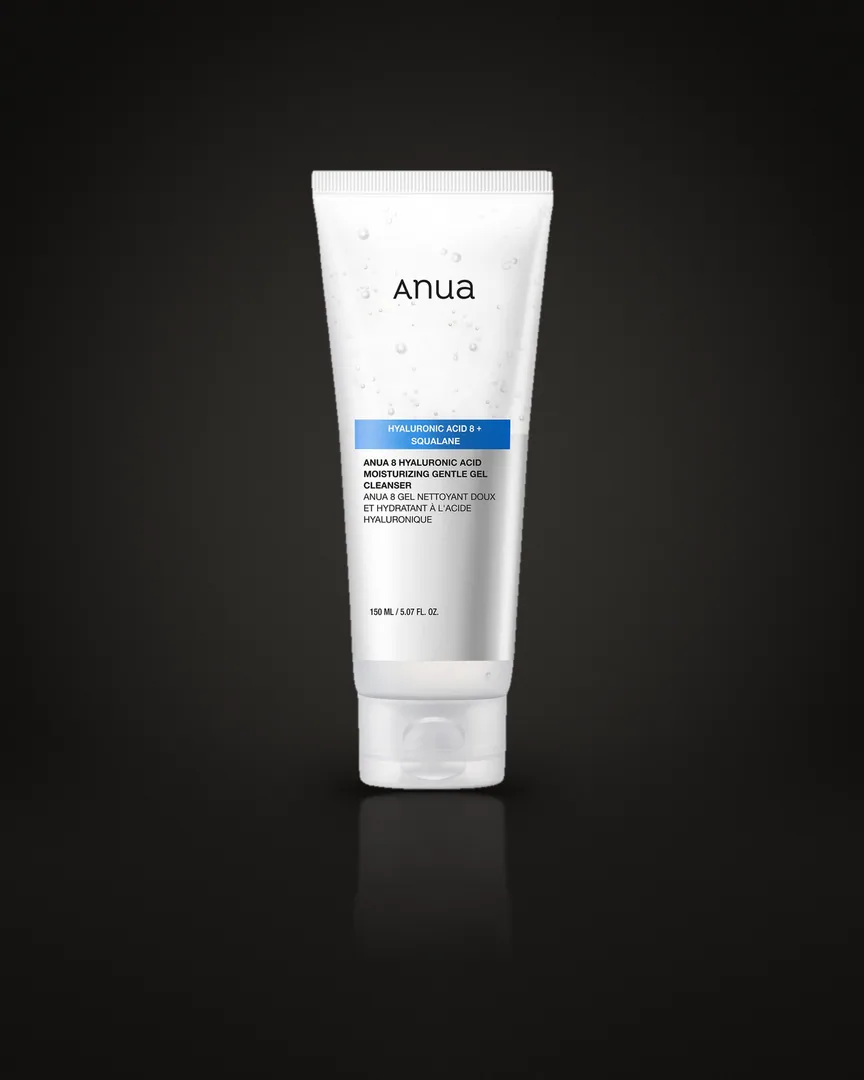 Anua
HYALURONIC ACID 8 +
SQUALANE
ANUA 8 HYALURONIC ACID
MOISTURIZING GENTLE GEL
CLEANSER
ANUA 8 GEL NETTOYANT DOUX
ET HYDRATANT À L'ACIDE
HYALURONIQUE
150 ML / 5.07 FL. OZ.